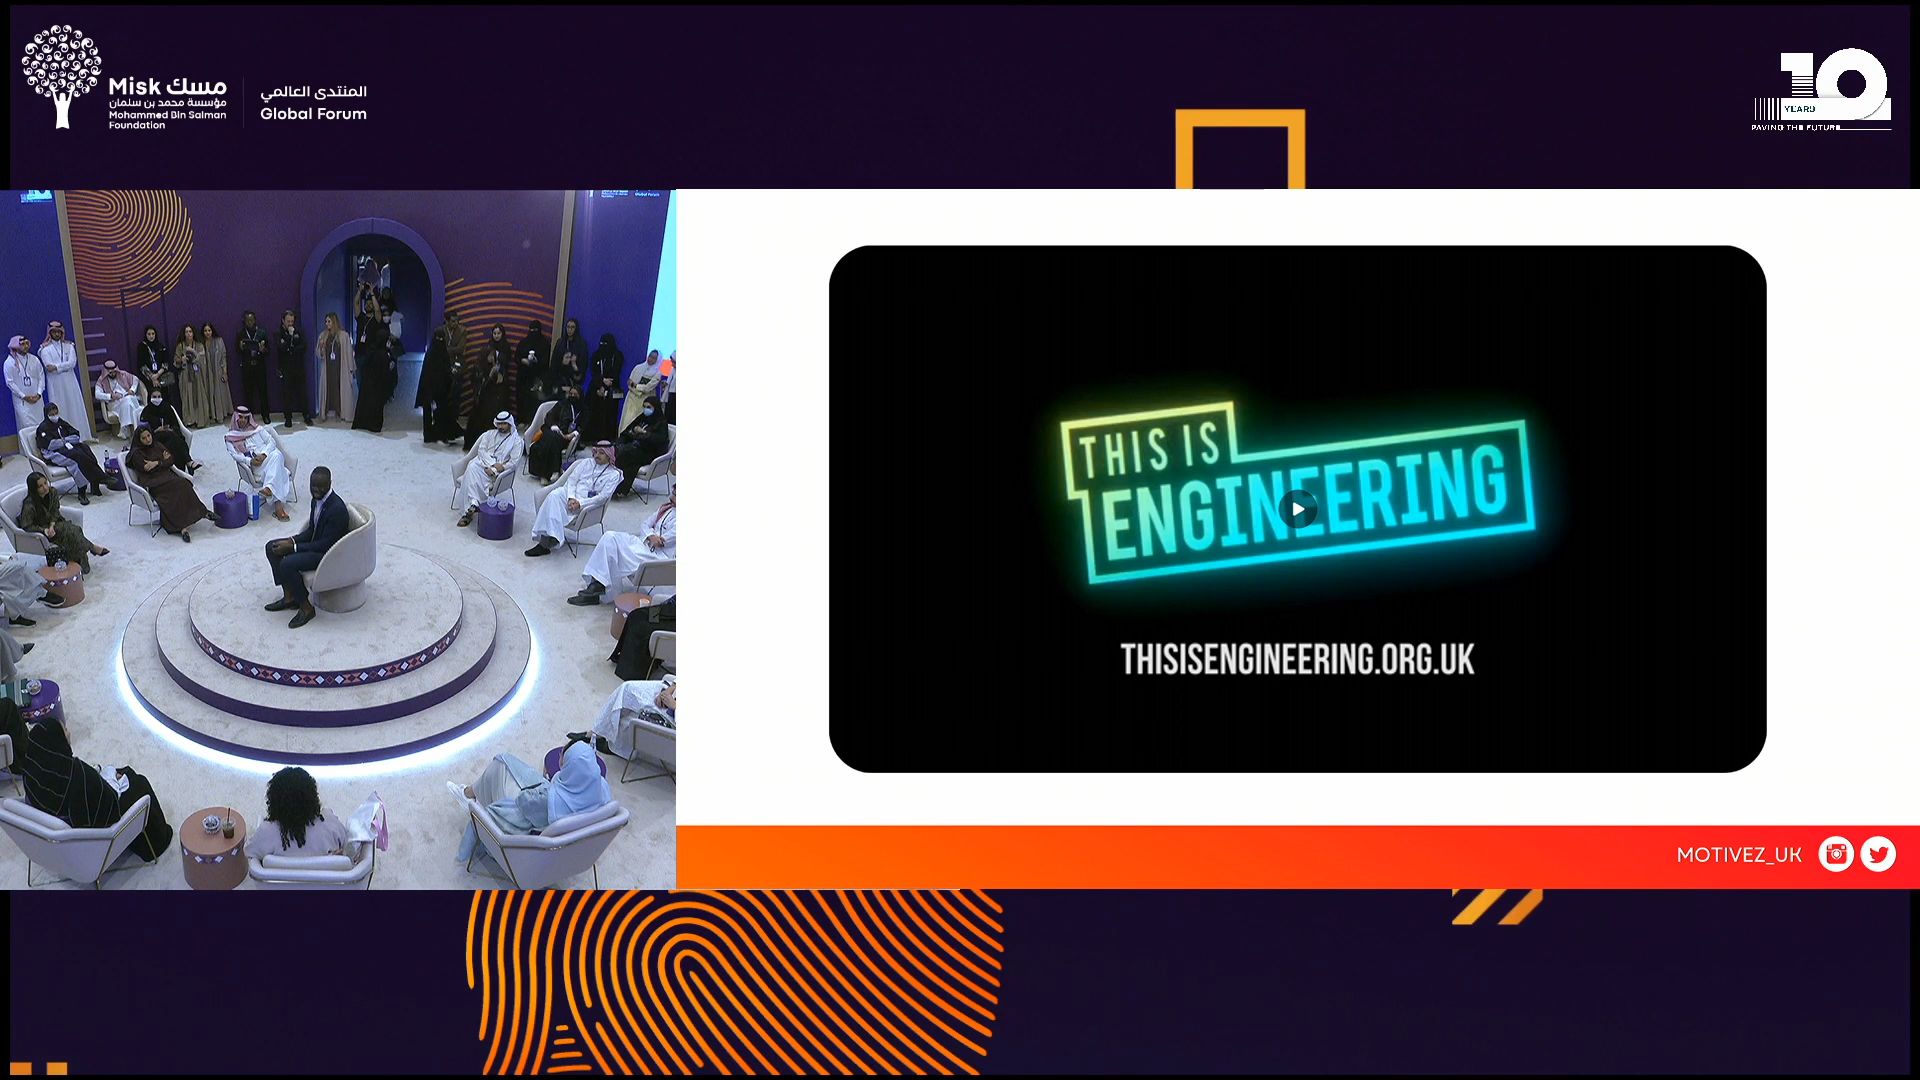 Misk مسك
مؤسسة محمد بن سلمان
Mohammed Bin Salman
Foundation
المنتدى العالمي
Global Forum
10
YEARS
PAVING THE FUTURE
THIS IS
ENGINEERING
THISISENGINEERING.ORG.UK
MOTIVEZ_UK